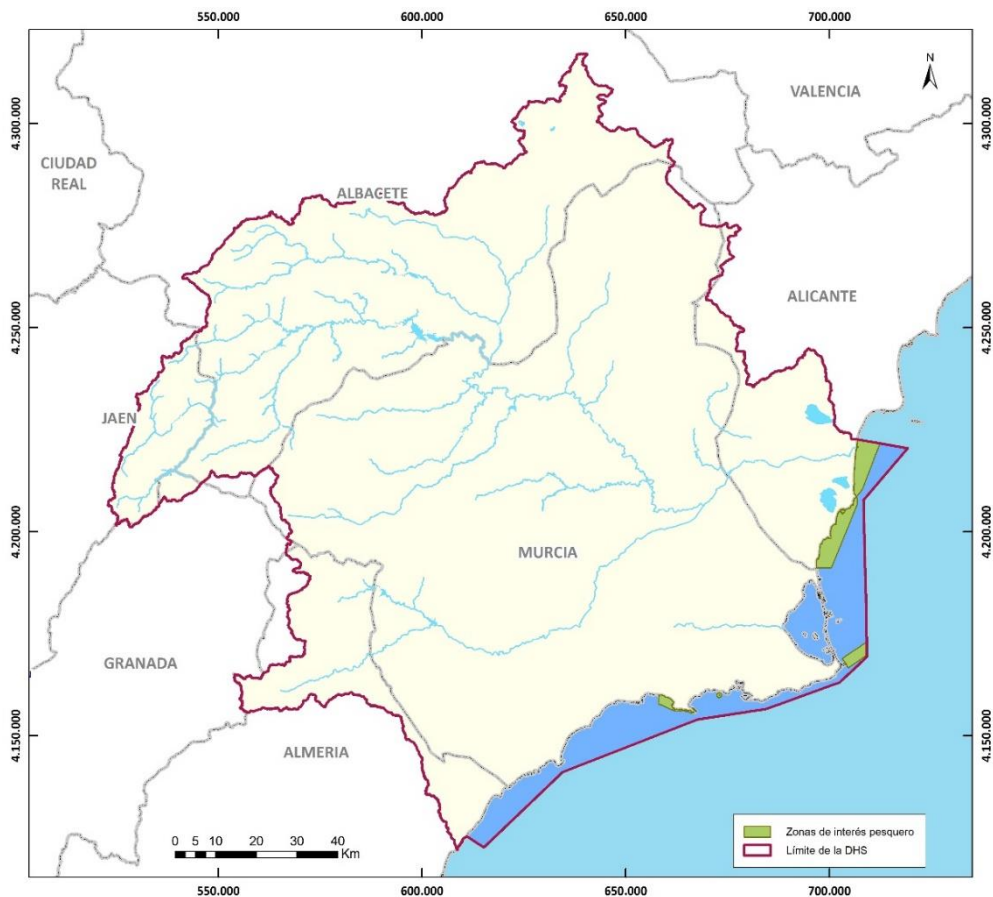 550.000 600.000 650.000 700.000
N
VALENCIA
4.300.000 4.300.000
CIUDAD
REAL
ALBACETE
ALICANTE
4.250.000 4.250.000
JAEN
4.200.000 4.200.000
MURCIA
GRANADA
4.150.000 4.150.000
ALMERIA
Zonas de interés pesquero
0 5 10 20 30 40
Km
Límite de la DHS
550.000 600.000 650.000 700.000